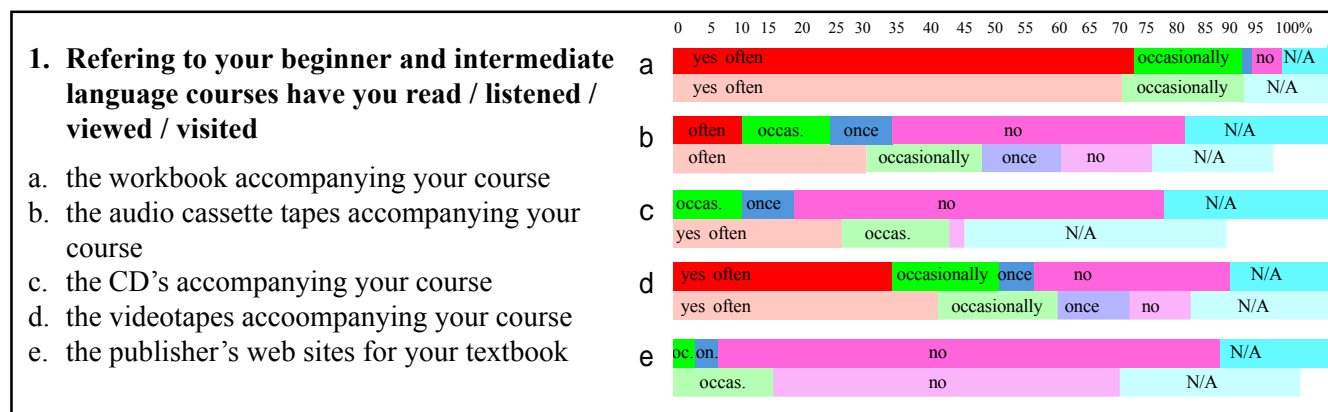 0 5 10 15 20 25 30 35 40 45 50 55 60 65 70 75 80 85 90 95 100%
1. Refering to your beginner and intermediate
language courses have you read / listened /
viewed / visited
a. the workbook accompanying your course
b. the audio cassette tapes accompanying your
course
c. the CD's accompanying your course
d. the videotapes accoompanying your course
e. the publisher's web sites for your textbook
a
yes often occasionally no N/A
yes often occasionally N/A
b
often occas. once no N/A
often occasionally once no N/A
c
occas. once no N/A
yes often occas. N/A
d
yes often occasionally once no N/A
yes often occasionally once no N/A
e
oc. on. no N/A
occas. no N/A